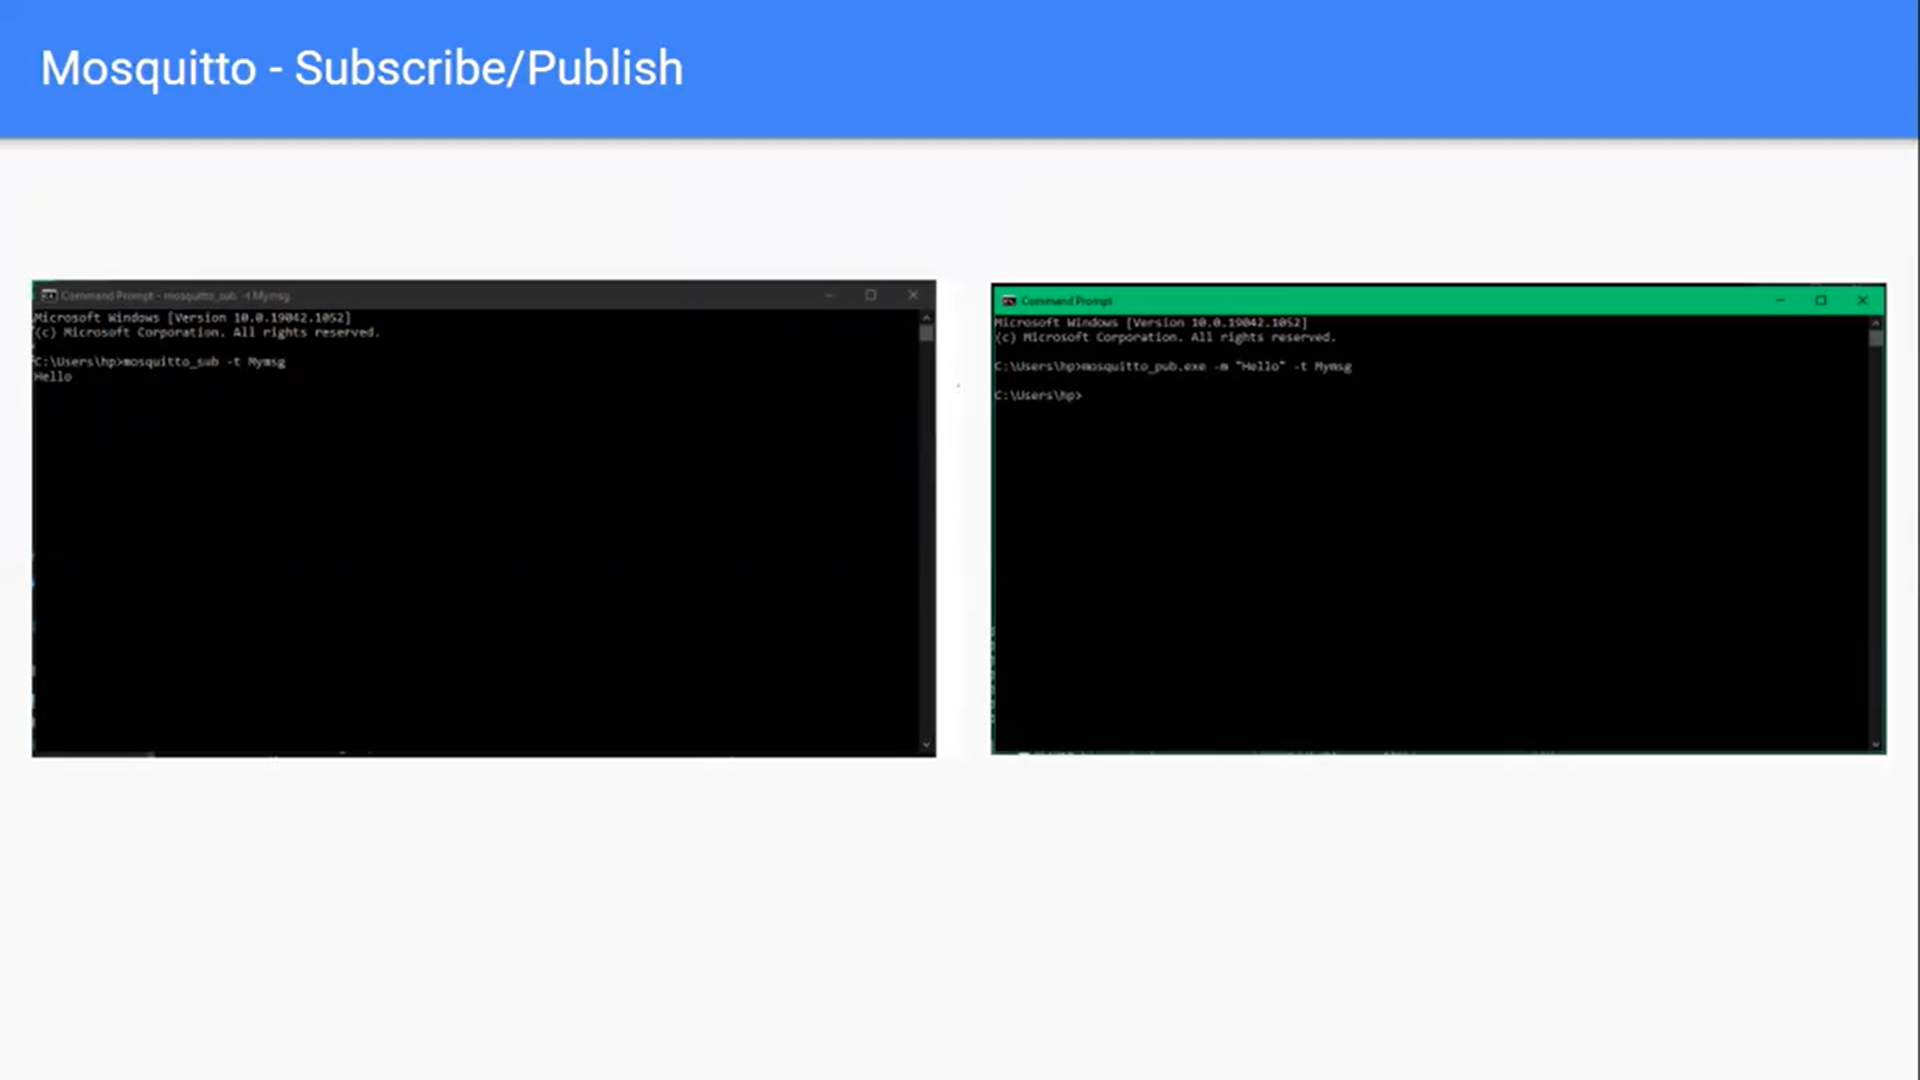 Mosquitto - Subscribe/Publish
Command Prompt - mosquitto_sub -t Mymsg
Microsoft Windows [Version 10.0.19042.1052]
(c) Microsoft Corporation. All rights reserved.
C:\Users\hp>mosquitto_sub -t Mymsg
Hello
Command Prompt
Microsoft Windows [Version 10.0.19042.1052]
(c) Microsoft Corporation. All rights reserved.
C:\Users\hp>mosquitto_pub.exe -m "Hello" -t Mymsg
C:\Users\hp>